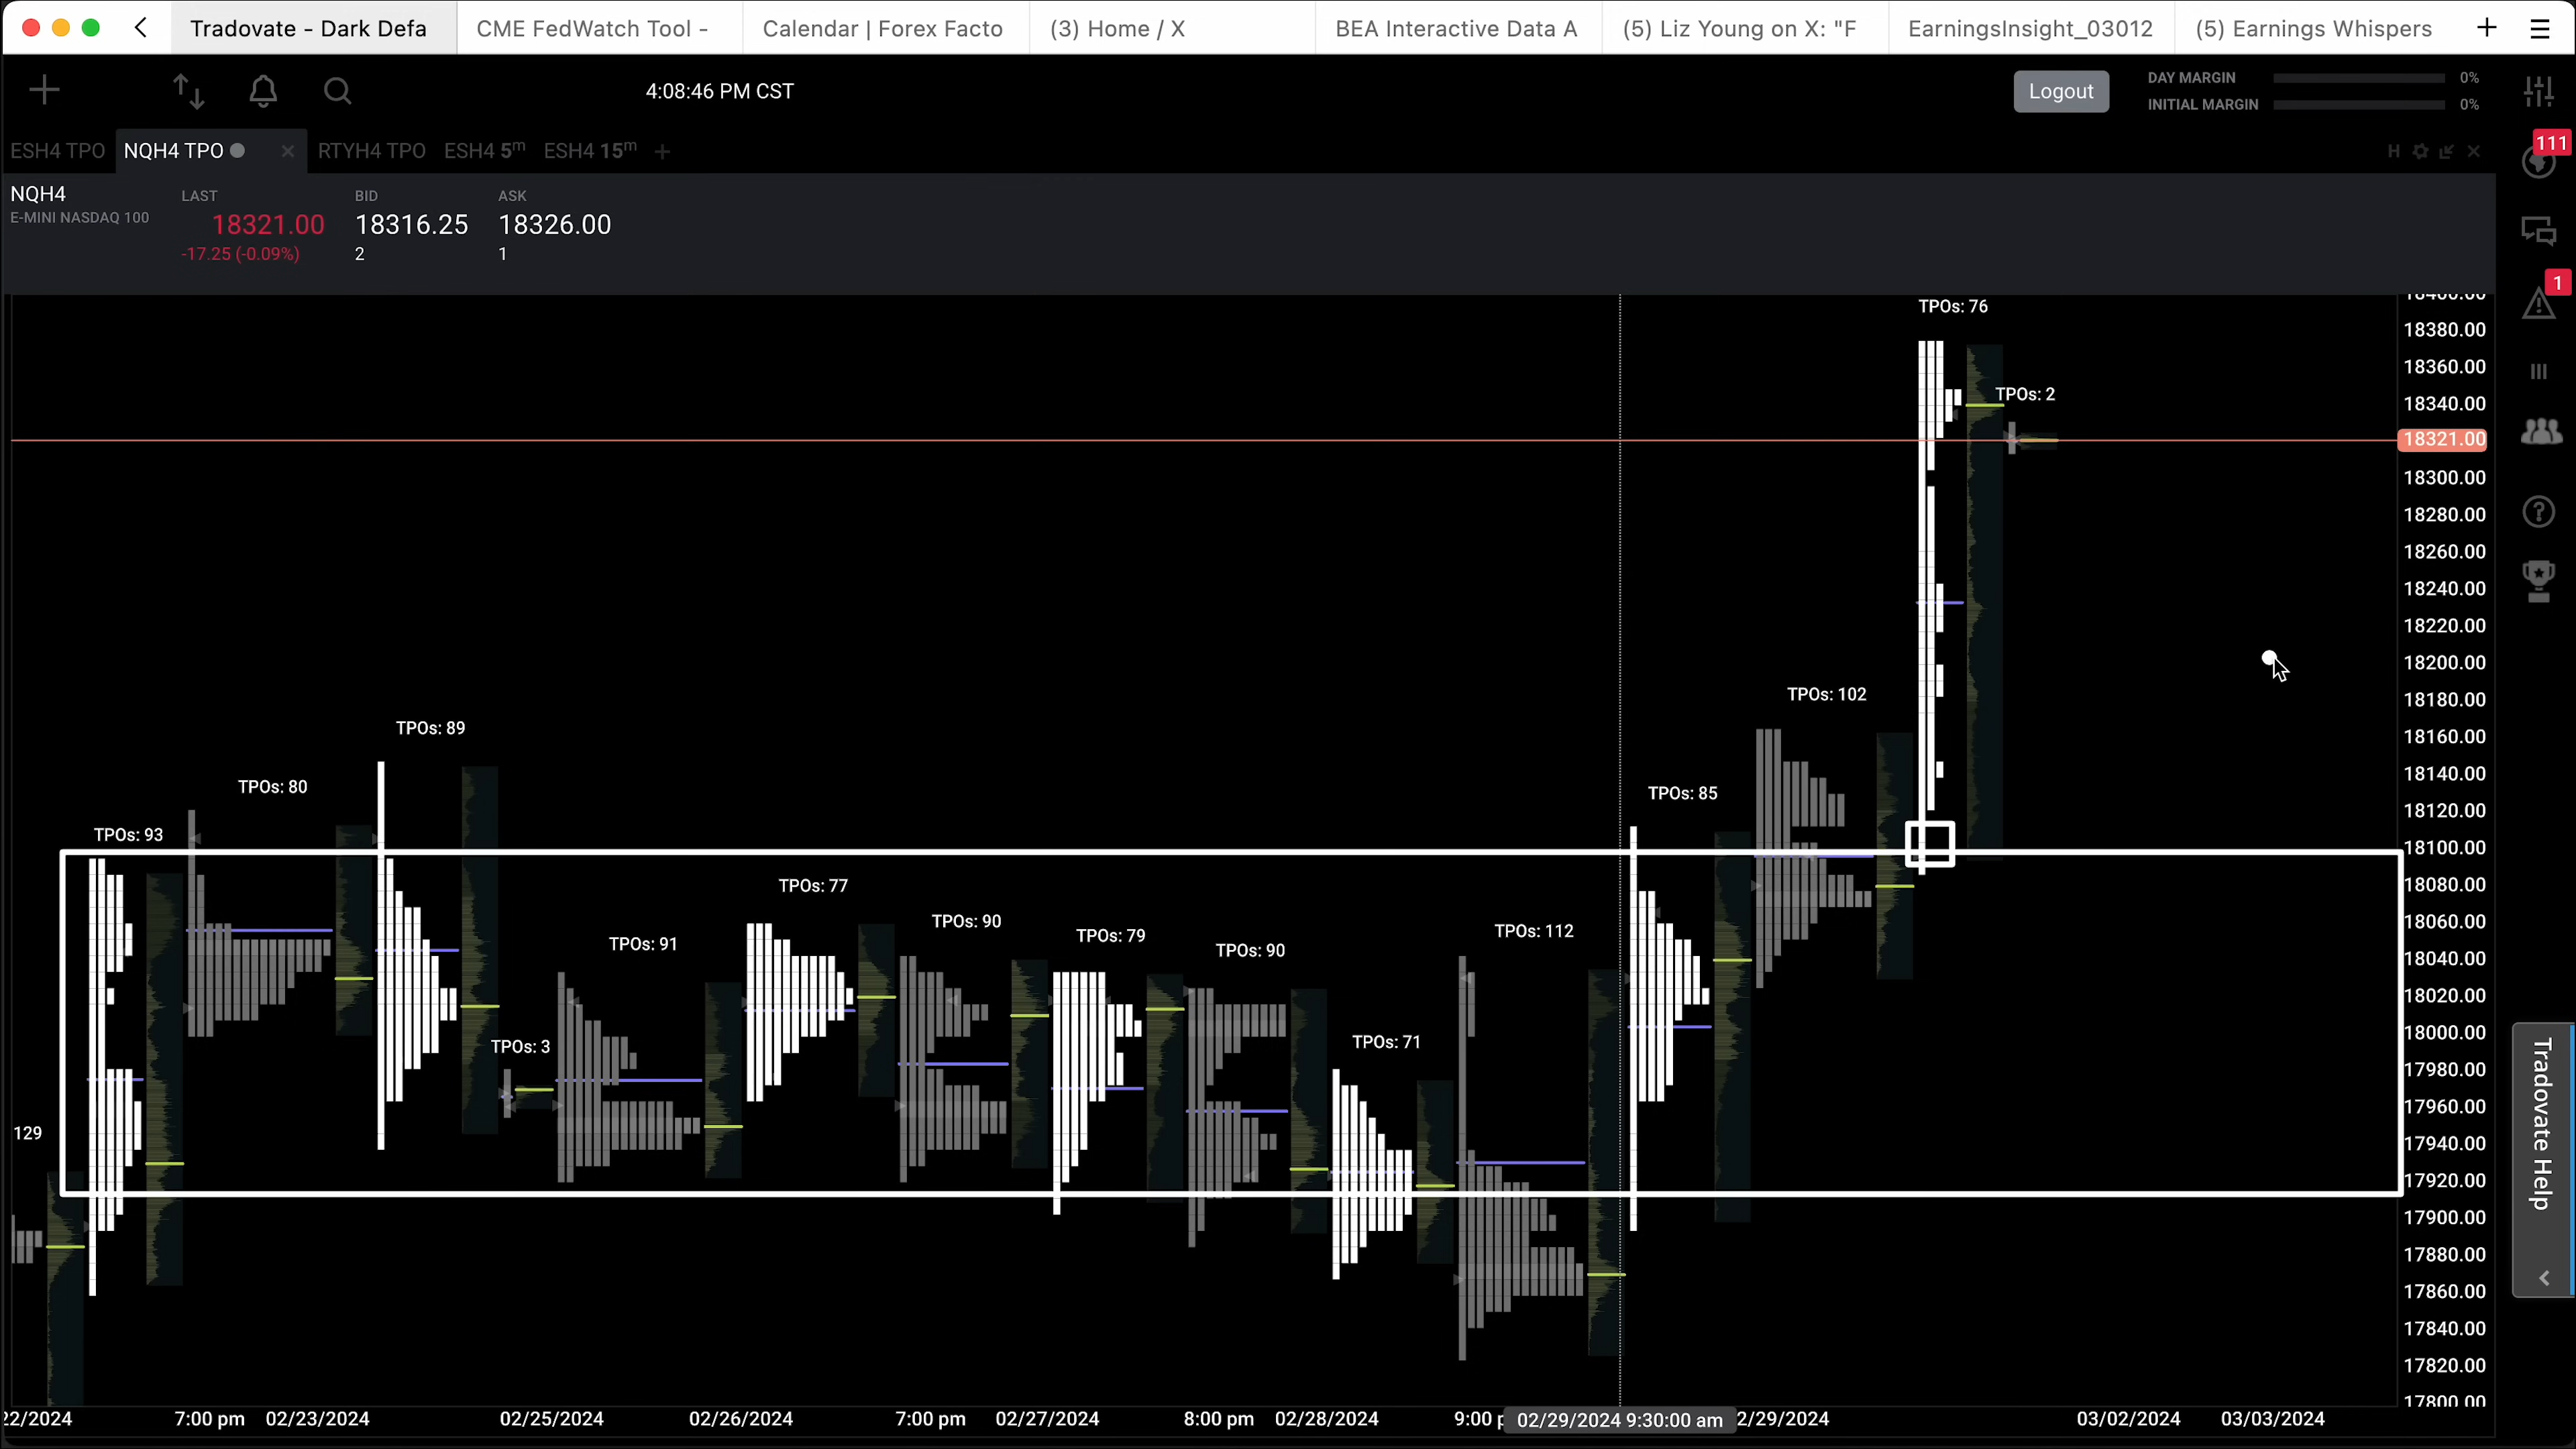 Tradovate - Dark Defa
CME FedWatch Tool -
Calendar | Forex Facto
(3) Home / X
BEA Interactive Data A
(5) Liz Young on X: "F
EarningsInsight_03012
(5) Earnings Whispers
4:08:46 PM CST
Logout
DAY MARGIN 0%
INITIAL MARGIN 0%
ESH4 TPO
NQH4 TPO
RTYH4 TPO
ESH4 5m
ESH4 15m
H
111
NQH4
E-MINI NASDAQ 100
LAST
18321.00
-17.25 (-0.09%)
BID
18316.25
2
ASK
18326.00
1
1
TPOs: 76
TPOs: 2
TPOs: 102
TPOs: 89
TPOs: 80
TPOs: 85
TPOs: 93
TPOs: 77
TPOs: 90
TPOs: 112
TPOs: 79
TPOs: 91
TPOs: 90
TPOs: 71
TPOs: 3
129
18380.00
18360.00
18340.00
18321.00
18300.00
18280.00
18260.00
18240.00
18220.00
18200.00
18180.00
18160.00
18140.00
18120.00
18100.00
18080.00
18060.00
18040.00
18020.00
18000.00
17980.00
17960.00
17940.00
17920.00
17900.00
17880.00
17860.00
17840.00
17820.00
17800.00
Tradovate Help
22/2024
7:00 pm
02/23/2024
02/25/2024
02/26/2024
7:00 pm
02/27/2024
8:00 pm
02/28/2024
9:00 p
02/29/2024 9:30:00 am
2/29/2024
03/02/2024
03/03/2024